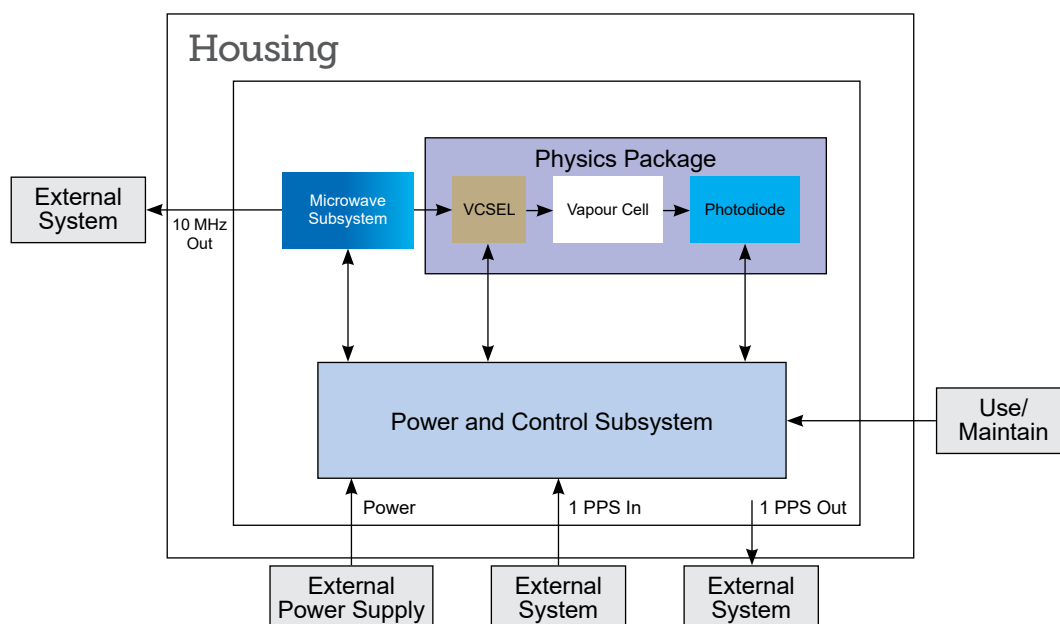 Housing
Physics Package
Microwave
Subsystem
VCSEL
Vapour Cell
Photodiode
External
System
10 MHz
Out
Power and Control Subsystem
Use/
Maintain
Power
1 PPS In
1 PPS Out
External
Power Supply
External
System
External
System